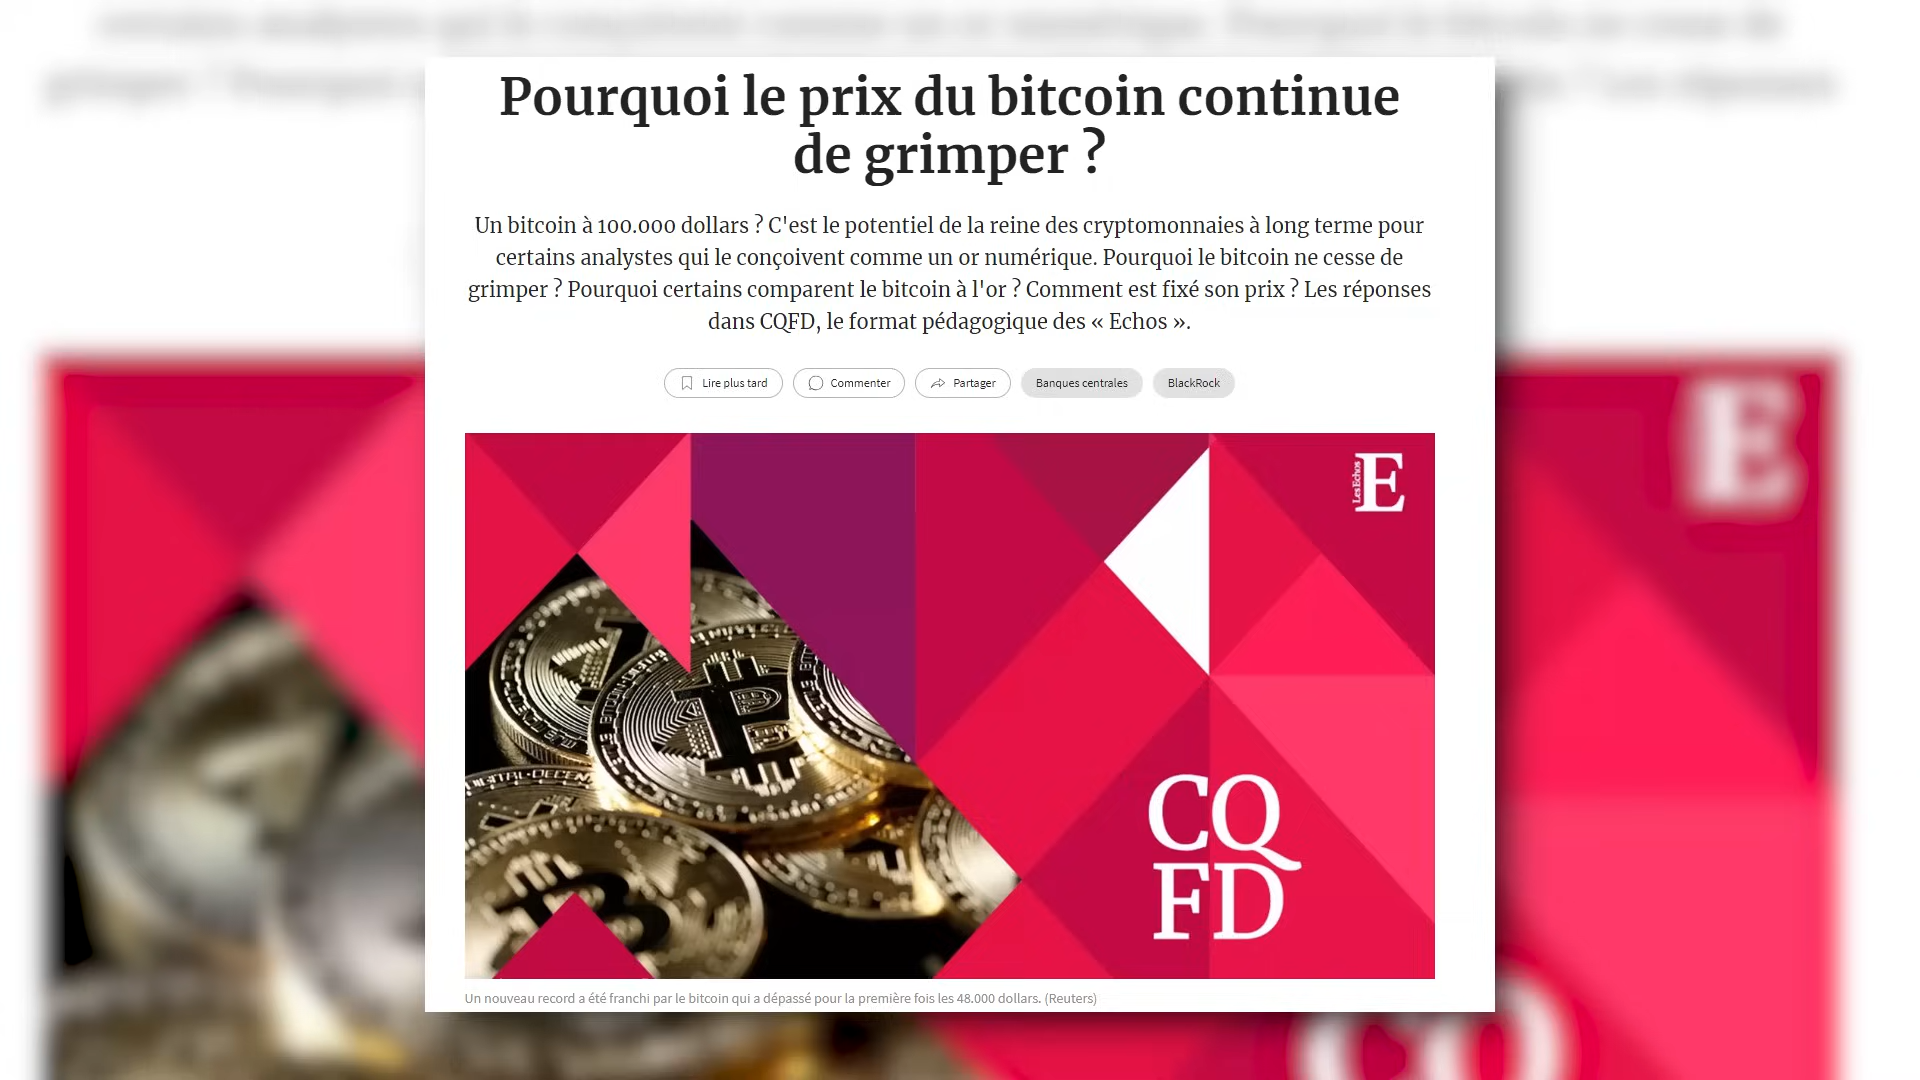 Pourquoi le prix du bitcoin continue
de grimper ?
Un bitcoin à 100.000 dollars ? C'est le potentiel de la reine des cryptomonnaies à long terme pour
certains analystes qui le conçoivent comme un or numérique. Pourquoi le bitcoin ne cesse de
grimper ? Pourquoi certains comparent le bitcoin à l'or ? Comment est fixé son prix ? Les réponses
dans CQFD, le format pédagogique des « Echos ».
Lire plus tard
Commenter
Partager
Banques centrales
BlackRock
Les Echos
E
CQ
FD
Un nouveau record a été franchi par le bitcoin qui a dépassé pour la première fois les 48.000 dollars. (Reuters)